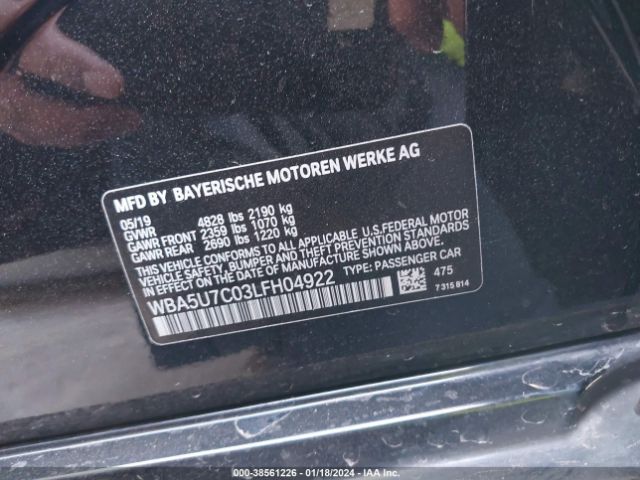 MFD BY BAYERISCHE MOTOREN WERKE AG
05/19
GVWR 4828 lbs 2190 kg
GAWR FRONT 2359 lbs 1070 kg
GAWR REAR 2690 lbs 1220 kg
THIS VEHICLE CONFORMS TO ALL APPLICABLE U.S.FEDERAL MOTOR
VEHICLE SAFETY, BUMPER, AND THEFT PREVENTION STANDARDS
IN EFFECT ON THE DATE OF MANUFACTURE SHOWN ABOVE.
WBA5U7C03LFH04922 TYPE: PASSENGER CAR
475
7 315 814
000-38561226 - 01/18/2024 - IAA Inc.